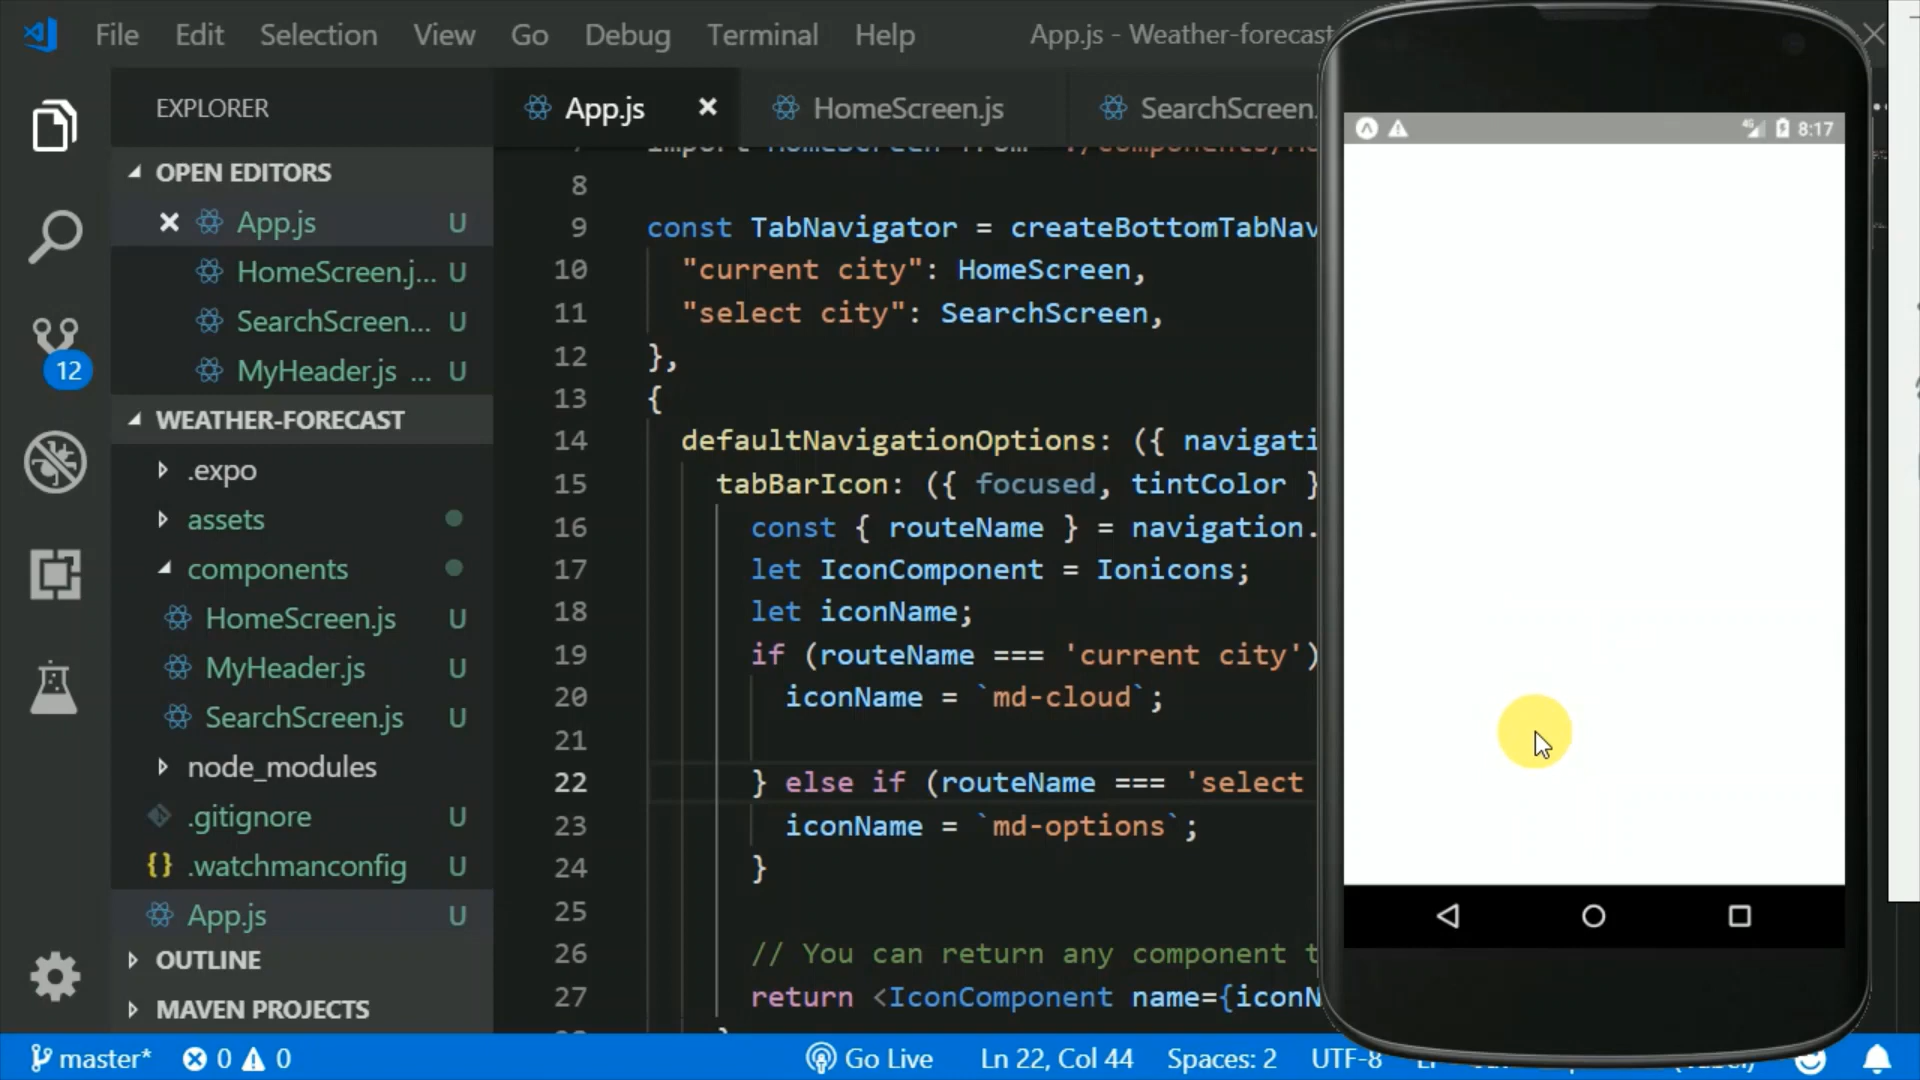 File Edit Selection View Go Debug Terminal Help App.js - Weather-forecast
EXPLORER
App.js HomeScreen.js SearchScreen.
OPEN EDITORS
App.js U
HomeScreen.j... U
SearchScreen... U
MyHeader.js ... U
WEATHER-FORECAST
.expo
assets
components
HomeScreen.js U
MyHeader.js U
SearchScreen.js U
node_modules
.gitignore U
{} .watchmanconfig U
App.js U
OUTLINE
MAVEN PROJECTS
12
import HomeScreen from
8
9 const TabNavigator = createBottomTabNav
10 "current city": HomeScreen,
11 "select city": SearchScreen,
12 },
13 {
14 defaultNavigationOptions: ({ navigati
15 tabBarIcon: ({ focused, tintColor }
16 const { routeName } = navigation.
17 let IconComponent = Ionicons;
18 let iconName;
19 if (routeName === 'current city')
20 iconName = `md-cloud`;
21
22 } else if (routeName === 'select
23 iconName = `md-options`;
24 }
25
26 // You can return any component t
27 return <IconComponent name={iconN
4G 8:17
master* 0 0 Go Live Ln 22, Col 44 Spaces: 2 UTF-8